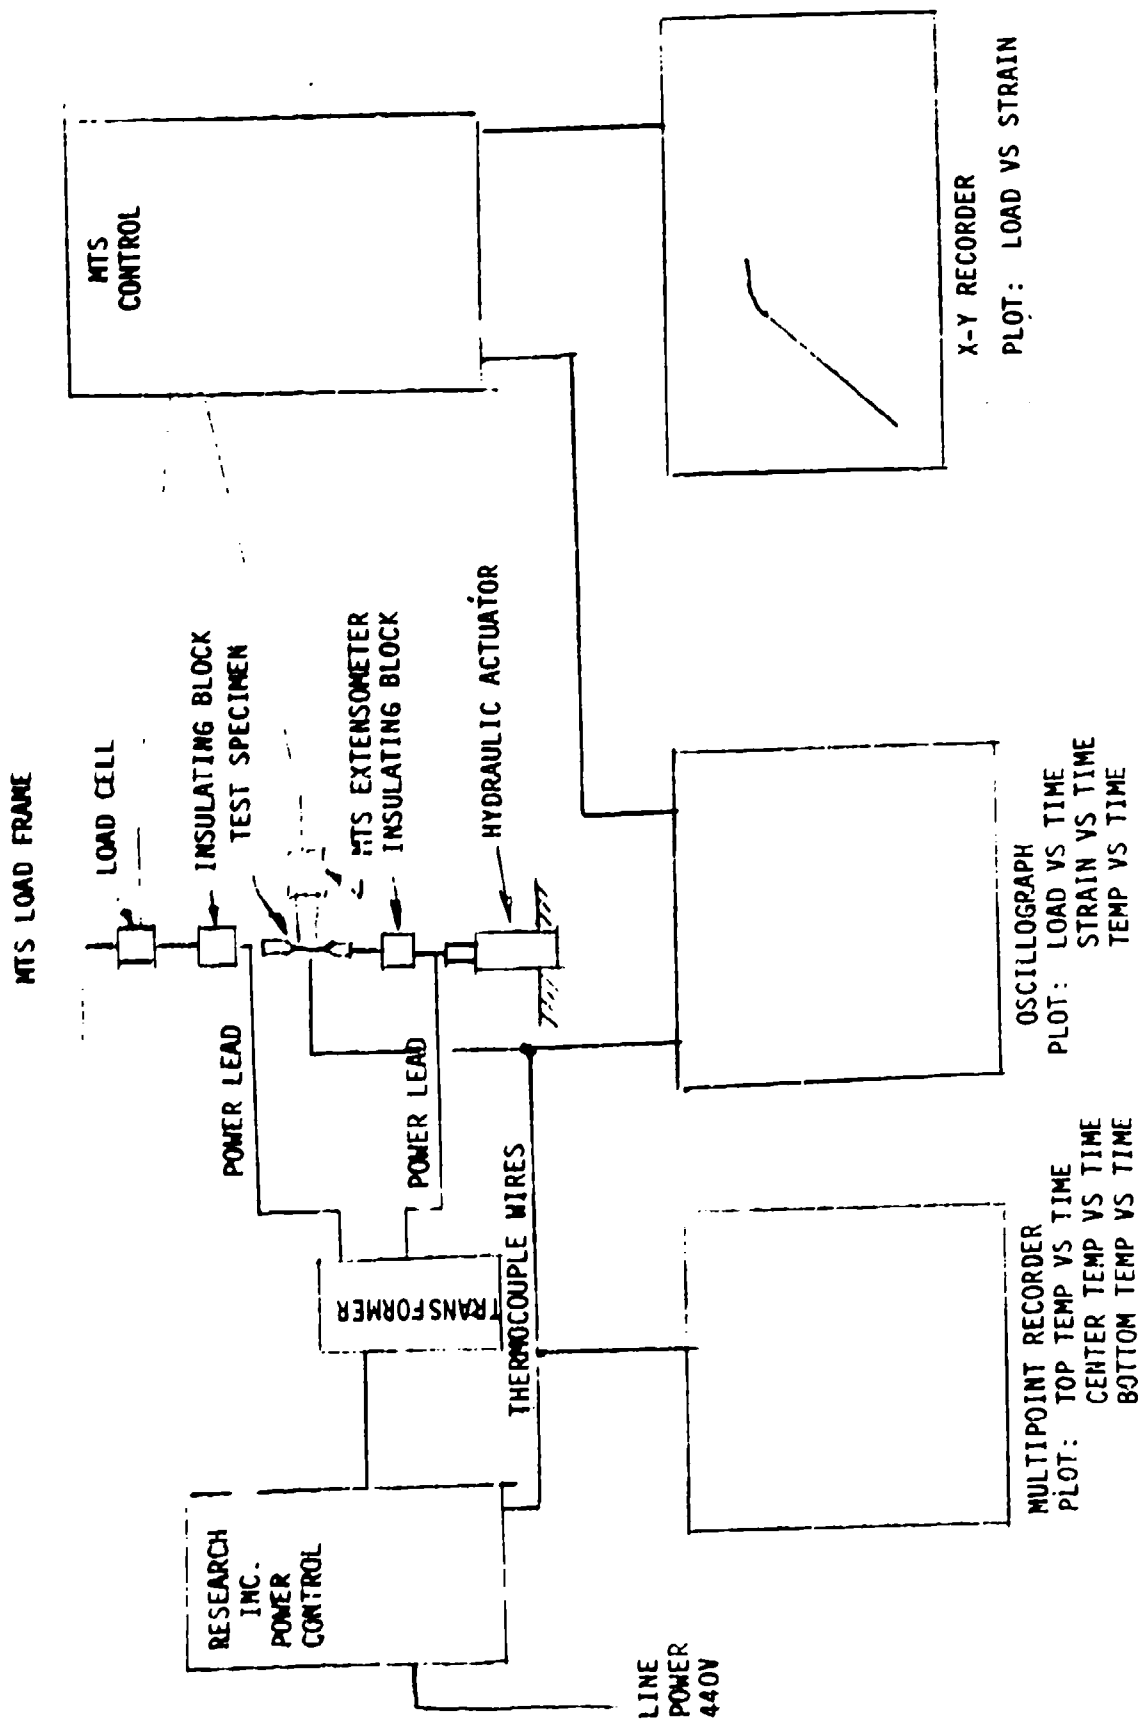 MTS LOAD FRAME
LOAD CELL
INSULATING BLOCK
TEST SPECIMEN
MTS EXTENSOMETER
INSULATING BLOCK
HYDRAULIC ACTUATOR
MTS
CONTROL
POWER LEAD
POWER LEAD
TRANSFORMER
THERMOCOUPLE WIRES
RESEARCH
INC.
POWER
CONTROL
LINE
POWER
440V
MULTIPOINT RECORDER
PLOT: TOP TEMP VS TIME
CENTER TEMP VS TIME
BOTTOM TEMP VS TIME
OSCILLOGRAPH
PLOT: LOAD VS TIME
STRAIN VS TIME
TEMP VS TIME
X-Y RECORDER
PLOT: LOAD VS STRAIN